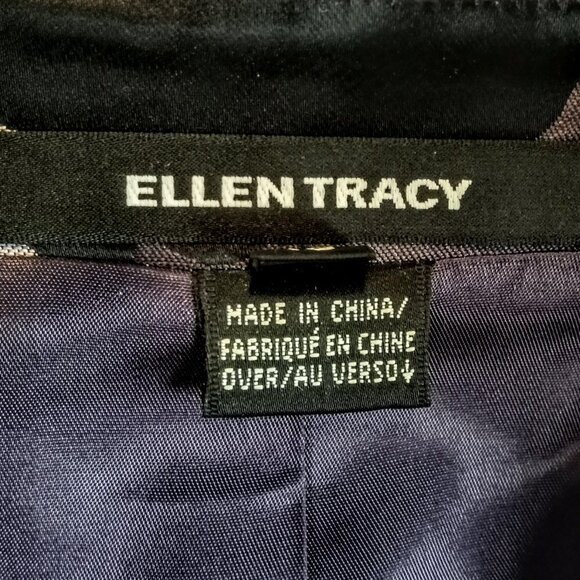 ELLEN TRACY
MADE IN CHINA/
FABRIQUÉ EN CHINE
OVER/AU VERSO↓